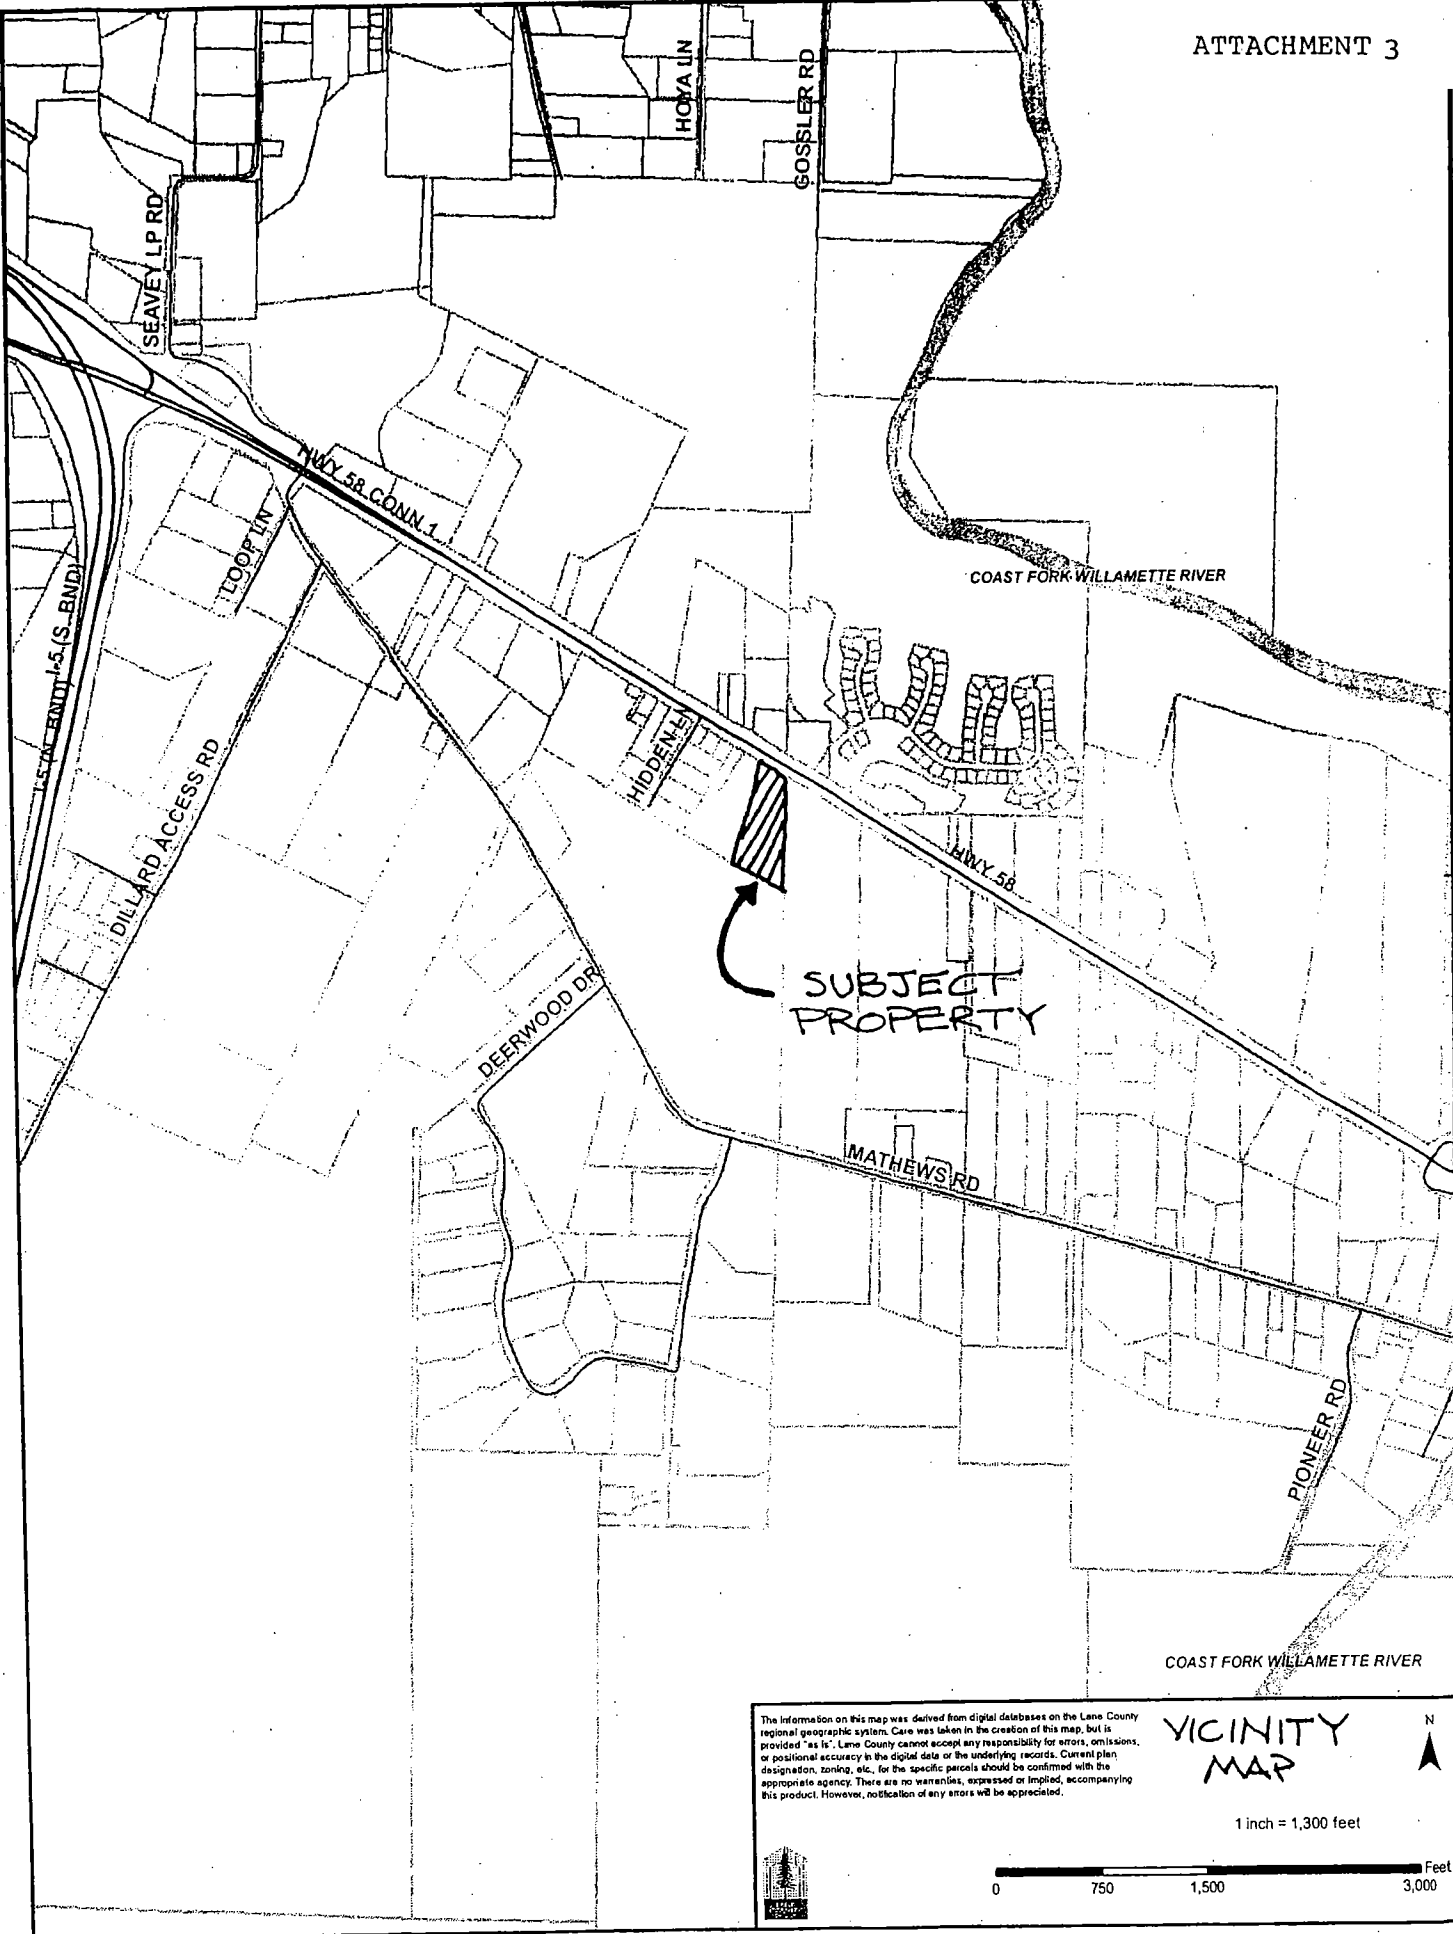 ATTACHMENT 3
HOYA LN
GOSSLER RD
SEAVEY LP RD
HWY 58 CONN 1
LOOP LN
COAST FORK WILLAMETTE RIVER
I-5 (N BND)
I-5 (S BND)
HIDDEN LN
DILLARD ACCESS RD
HWY 58
SUBJECT
PROPERTY
DEERWOOD DR
MATHEWS RD
PIONEER RD
COAST FORK WILLAMETTE RIVER
The information on this map was derived from digital databases on the Lane County
regional geographic system. Care was taken in the creation of this map, but is
provided "as is". Lane County cannot accept any responsibility for errors, omissions,
or positional accuracy in the digital data or the underlying records. Current plan
designation, zoning, etc., for the specific parcels should be confirmed with the
appropriate agency. There are no warranties, expressed or implied, accompanying
this product. However, notification of any errors will be appreciated.
VICINITY
MAP
N
1 inch = 1,300 feet
Feet
0 750 1,500 3,000